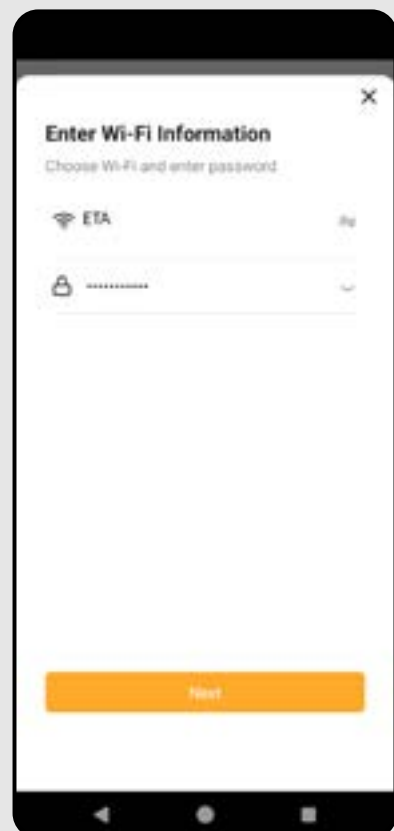 Enter Wi-Fi Information
Choose Wi-Fi and enter password
ETA
············
Next